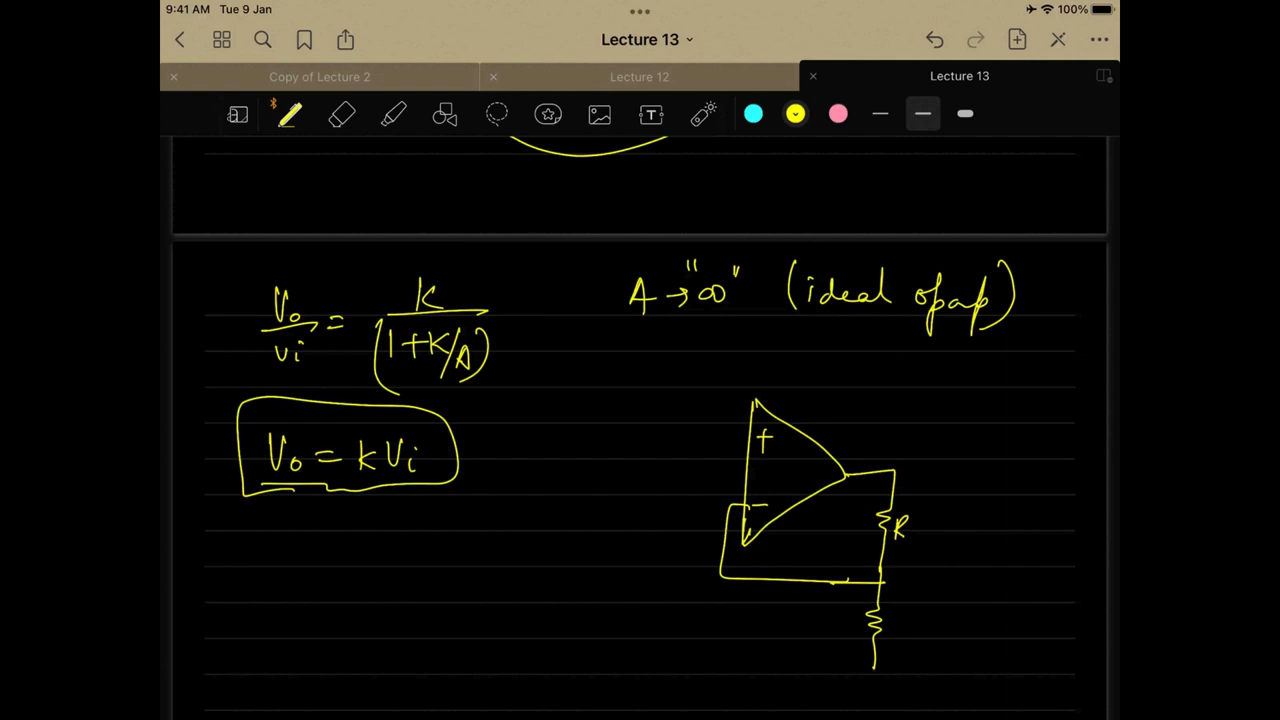 9:41 AM Tue 9 Jan
100%
Lecture 13
Copy of Lecture 2
Lecture 12
Lecture 13
Vo/vi = K/(1+K/A)
A → "∞" (ideal opap)
Vo = kVi
+
−
R